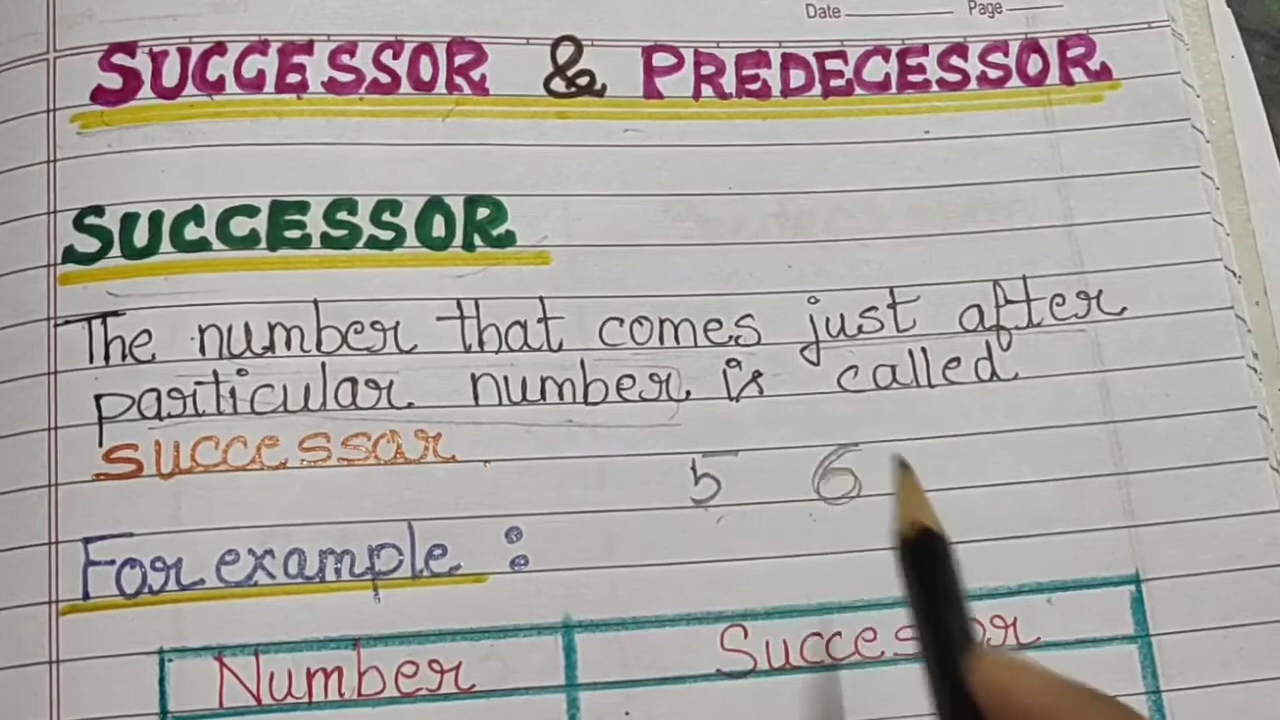 Date Page
SUCCESSOR & PREDECESSOR
SUCCESSOR
The number that comes just after
particular number is called
successar.
5 6
For example :
Number Successor